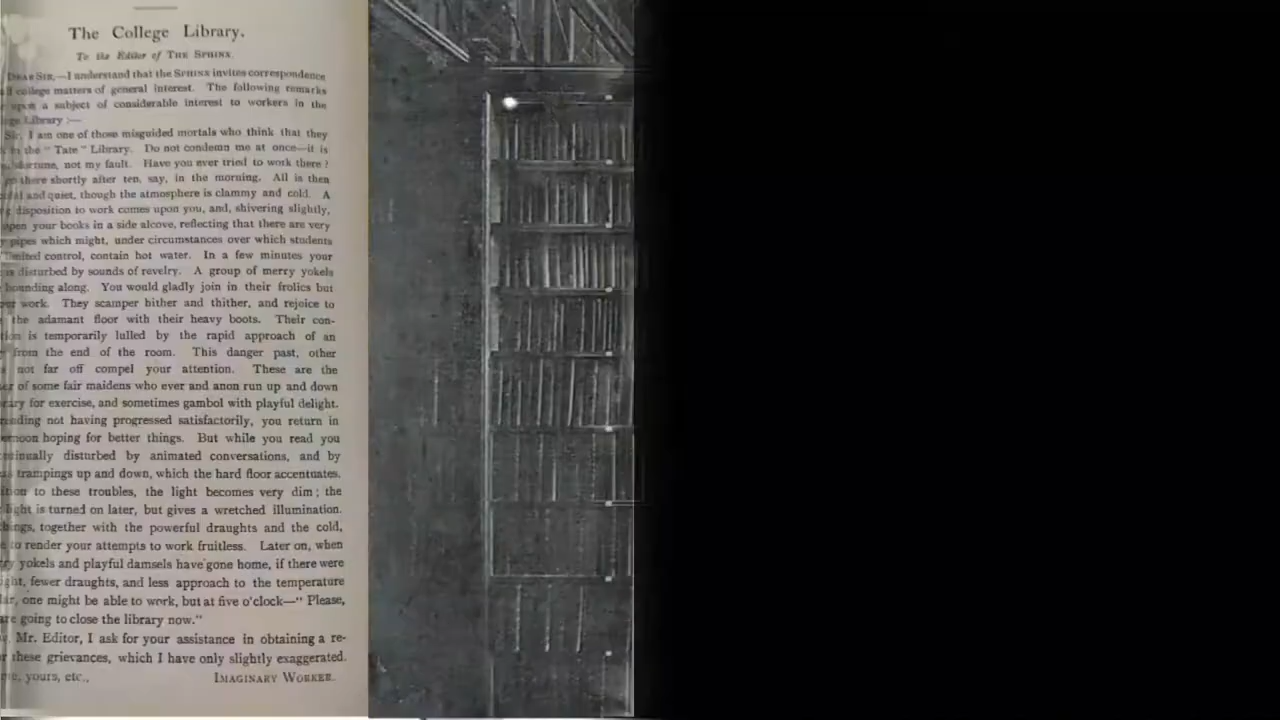 The College Library.
To the Editor of THE SPHINX.
DEAR SIR,—I understand that the SPHINX invites correspondence
college matters of general interest. The following remarks
upon a subject of considerable interest to workers in the
Library :—
Sir, I am one of those misguided mortals who think that they
in the "Tate" Library. Do not condemn me at once—it is
misfortune, not my fault. Have you ever tried to work there?
go there shortly after ten, say, in the morning. All is then
and quiet, though the atmosphere is clammy and cold. A
disposition to work comes upon you, and, shivering slightly,
open your books in a side alcove, reflecting that there are very
pipes which might, under circumstances over which students
limited control, contain hot water. In a few minutes your
is disturbed by sounds of revelry. A group of merry yokels
bounding along. You would gladly join in their frolics but
your work. They scamper hither and thither, and rejoice to
the adamant floor with their heavy boots. Their con-
is temporarily lulled by the rapid approach of an
from the end of the room. This danger past, other
not far off compel your attention. These are the
of some fair maidens who ever and anon run up and down
for exercise, and sometimes gambol with playful delight.
reading not having progressed satisfactorily, you return in
hoping for better things. But while you read you
disturbed by animated conversations, and by
trampings up and down, which the hard floor accentuates.
to these troubles, the light becomes very dim; the
light is turned on later, but gives a wretched illumination.
together with the powerful draughts and the cold,
to render your attempts to work fruitless. Later on, when
yokels and playful damsels have gone home, if there were
fewer draughts, and less approach to the temperature
one might be able to work, but at five o'clock—"Please,
are going to close the library now."
Mr. Editor, I ask for your assistance in obtaining a re-
these grievances, which I have only slightly exaggerated.
yours, etc., IMAGINARY WORKER.